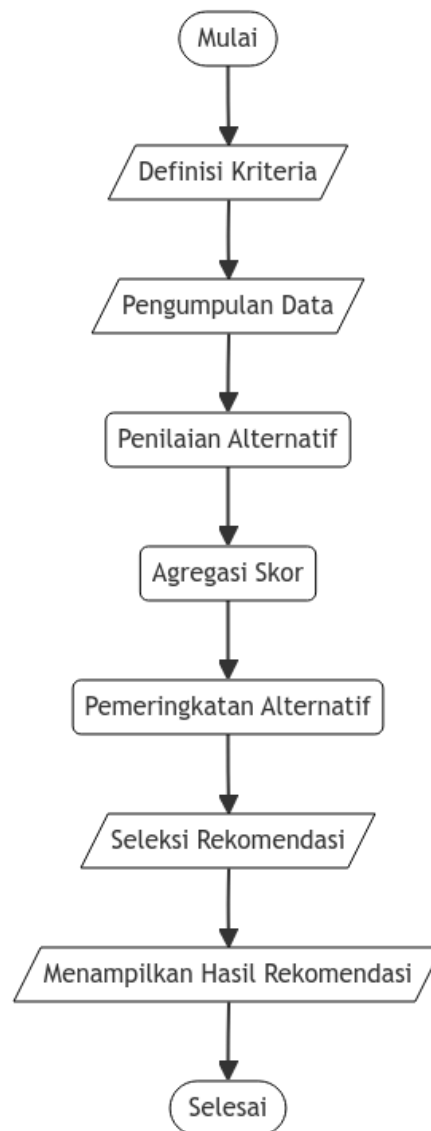 Mulai
Definisi Kriteria
Pengumpulan Data
Penilaian Alternatif
Agregasi Skor
Pemeringkatan Alternatif
Seleksi Rekomendasi
Menampilkan Hasil Rekomendasi
Selesai